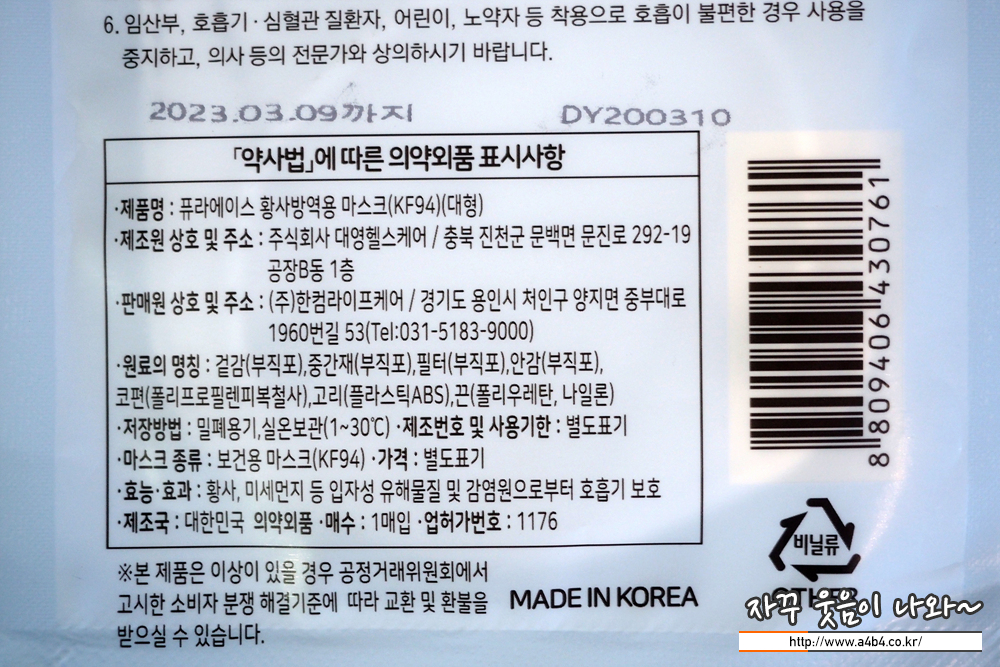 6. 임산부, 호흡기·심혈관 질환자, 어린이, 노약자 등 착용으로 호흡이 불편한 경우 사용을
중지하고, 의사 등의 전문가와 상의하시기 바랍니다.
2023.03.09까지 DY200310
「약사법」에 따른 의약외품 표시사항
·제품명 : 퓨라에이스 황사방역용 마스크(KF94)(대형)
·제조원 상호 및 주소 : 주식회사 대영헬스케어 / 충북 진천군 문백면 문진로 292-19
공장B동 1층
·판매원 상호 및 주소 : (주)한컴라이프케어 / 경기도 용인시 처인구 양지면 중부대로
1960번길 53(Tel:031-5183-9000)
·원료의 명칭 : 겉감(부직포),중간재(부직포),필터(부직포),안감(부직포),
코편(폴리프로필렌피복철사),고리(플라스틱ABS),끈(폴리우레탄, 나일론)
·저장방법 : 밀폐용기,실온보관(1~30℃) ·제조번호 및 사용기한 : 별도표기
·마스크 종류 : 보건용 마스크(KF94) ·가격 : 별도표기
·효능·효과 : 황사, 미세먼지 등 입자성 유해물질 및 감염원으로부터 호흡기 보호
·제조국 : 대한민국 의약외품 ·매수 : 1매입 ·업허가번호 : 1176
8 809406 430761
비닐류
OTHER
※본 제품은 이상이 있을 경우 공정거래위원회에서
고시한 소비자 분쟁 해결기준에 따라 교환 및 환불을
받으실 수 있습니다.
MADE IN KOREA
자꾸 웃음이 나와~
http://www.a4b4.co.kr/